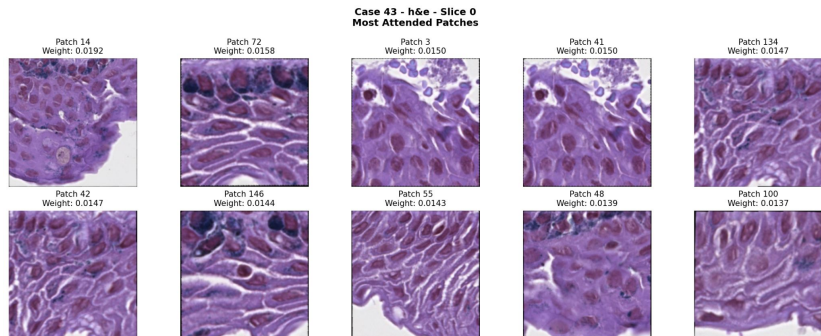 Case 43 - h&e - Slice 0
Most Attended Patches
Patch 14
Weight: 0.0192
Patch 72
Weight: 0.0158
Patch 3
Weight: 0.0150
Patch 41
Weight: 0.0150
Patch 134
Weight: 0.0147
Patch 42
Weight: 0.0147
Patch 146
Weight: 0.0144
Patch 55
Weight: 0.0143
Patch 48
Weight: 0.0139
Patch 100
Weight: 0.0137